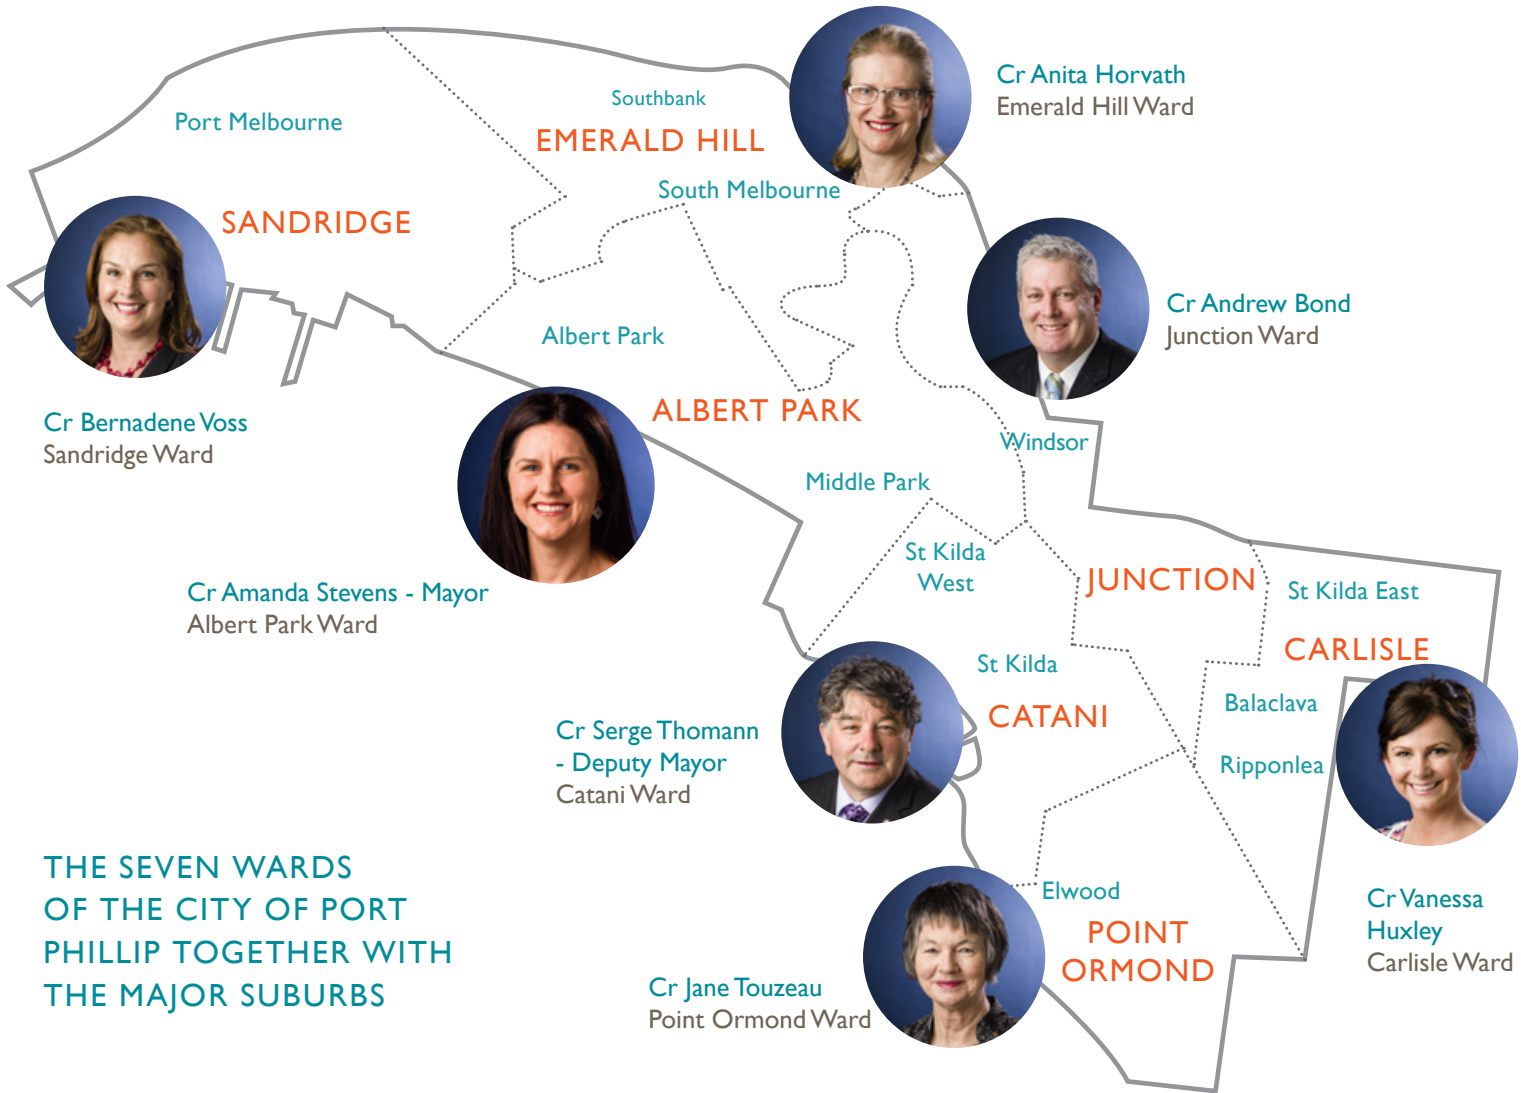 Cr Anita Horvath
Emerald Hill Ward
Southbank
Port Melbourne
EMERALD HILL
South Melbourne
SANDRIDGE
Cr Andrew Bond
Junction Ward
Albert Park
ALBERT PARK
Cr Bernadene Voss
Sandridge Ward
Windsor
Middle Park
St Kilda
West
JUNCTION
St Kilda East
Cr Amanda Stevens - Mayor
Albert Park Ward
CARLISLE
St Kilda
Balaclava
CATANI
Cr Serge Thomann
- Deputy Mayor
Catani Ward
Ripponlea
THE SEVEN WARDS
OF THE CITY OF PORT
PHILLIP TOGETHER WITH
THE MAJOR SUBURBS
Elwood
POINT
ORMOND
Cr Vanessa
Huxley
Carlisle Ward
Cr Jane Touzeau
Point Ormond Ward